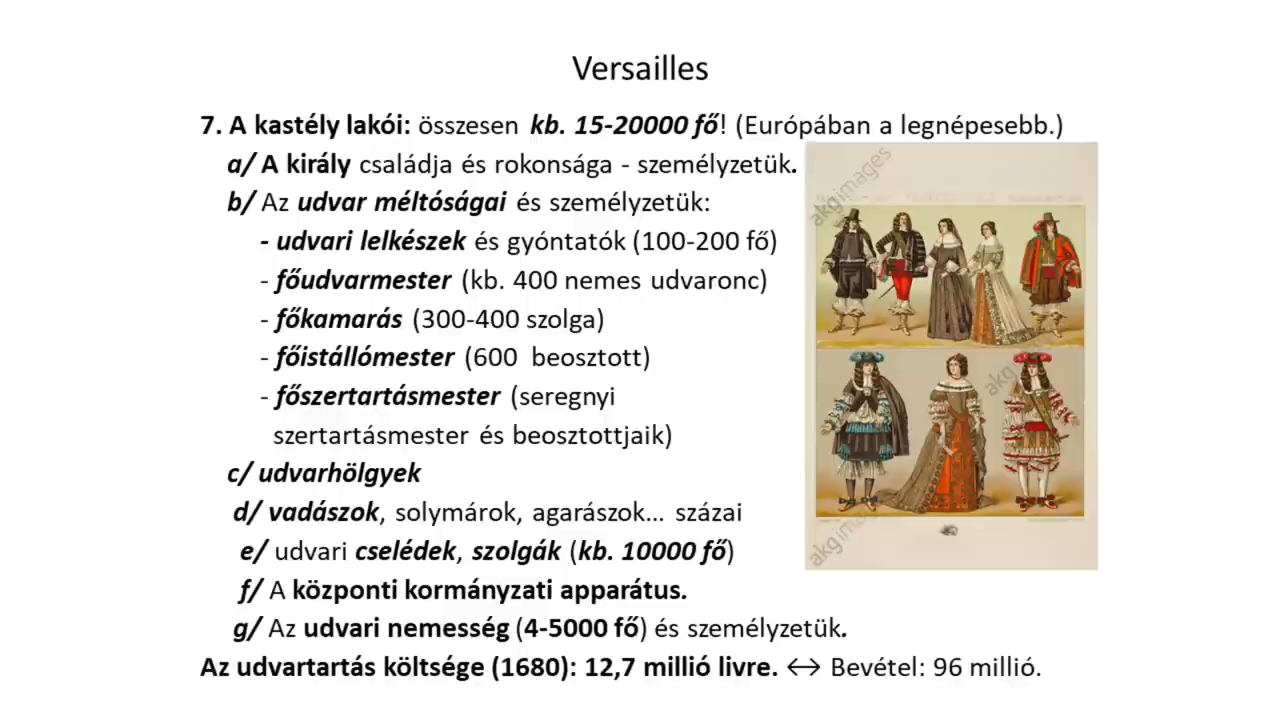 Versailles
7. A kastély lakói: összesen kb. 15-20000 fő! (Európában a legnépesebb.)
a/ A király családja és rokonsága - személyzetük.
b/ Az udvar méltóságai és személyzetük:
- udvari lelkészek és gyóntatók (100-200 fő)
- főudvarmester (kb. 400 nemes udvaronc)
- főkamarás (300-400 szolga)
- főistállómester (600 beosztott)
- főszertartásmester (seregnyi
szertartásmester és beosztottjaik)
c/ udvarhölgyek
d/ vadászok, solymárok, agarászok... százai
e/ udvari cselédek, szolgák (kb. 10000 fő)
f/ A központi kormányzati apparátus.
g/ Az udvari nemesség (4-5000 fő) és személyzetük.
Az udvartartás költsége (1680): 12,7 millió livre. ↔ Bevétel: 96 millió.
akgimages
akg
akgimages